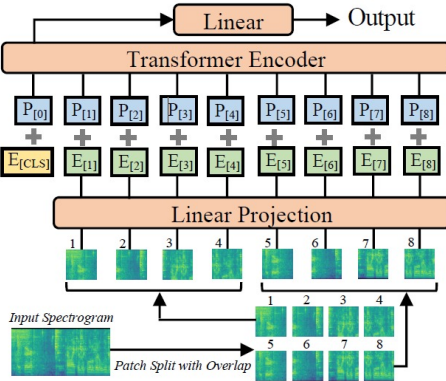 Linear
Output
Transformer Encoder
P[0] P[1] P[2] P[3] P[4] P[5] P[6] P[7] P[8]
E[CLS] E[1] E[2] E[3] E[4] E[5] E[6] E[7] E[8]
Linear Projection
1 2 3 4 5 6 7 8
Input Spectrogram
1 2 3 4
5 6 7 8
Patch Split with Overlap